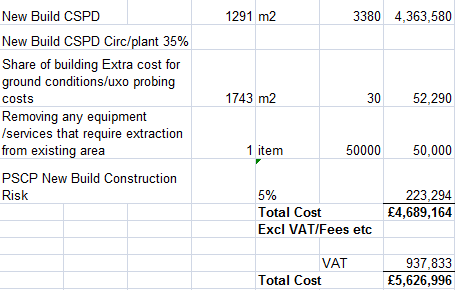 New Build CSPD 1291 m2 3380 4,363,580
New Build CSPD Circ/plant 35%
Share of building Extra cost for
ground conditions/uxo probing
costs 1743 m2 30 52,290
Removing any equipment
/services that require extraction
from existing area 1 item 50000 50,000
PSCP New Build Construction
Risk 5% 223,294
Total Cost £4,689,164
Excl VAT/Fees etc
VAT 937,833
Total Cost £5,626,996